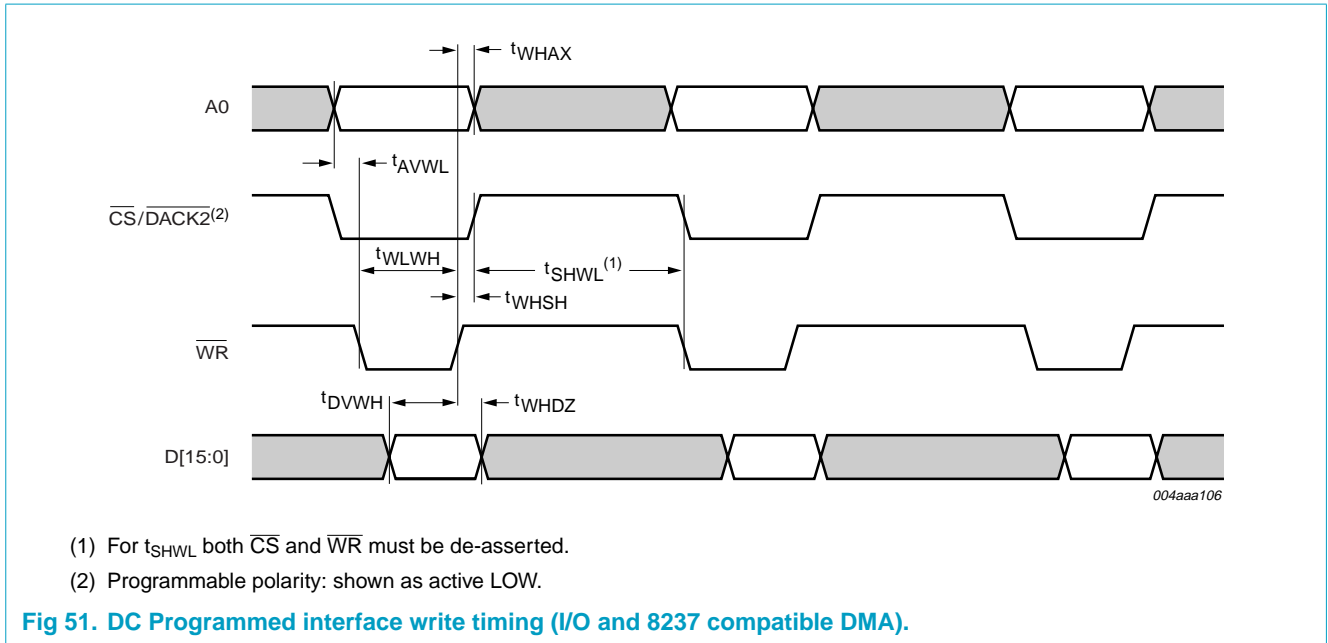 tWHAX
A0
tAVWL
CS/DACK2(2)
tWLWH
tSHWL(1)
tWHSH
WR
tDVWH
tWHDZ
D[15:0]
004aaa106
(1) For tSHWL both CS and WR must be de-asserted.
(2) Programmable polarity: shown as active LOW.
Fig 51. DC Programmed interface write timing (I/O and 8237 compatible DMA).